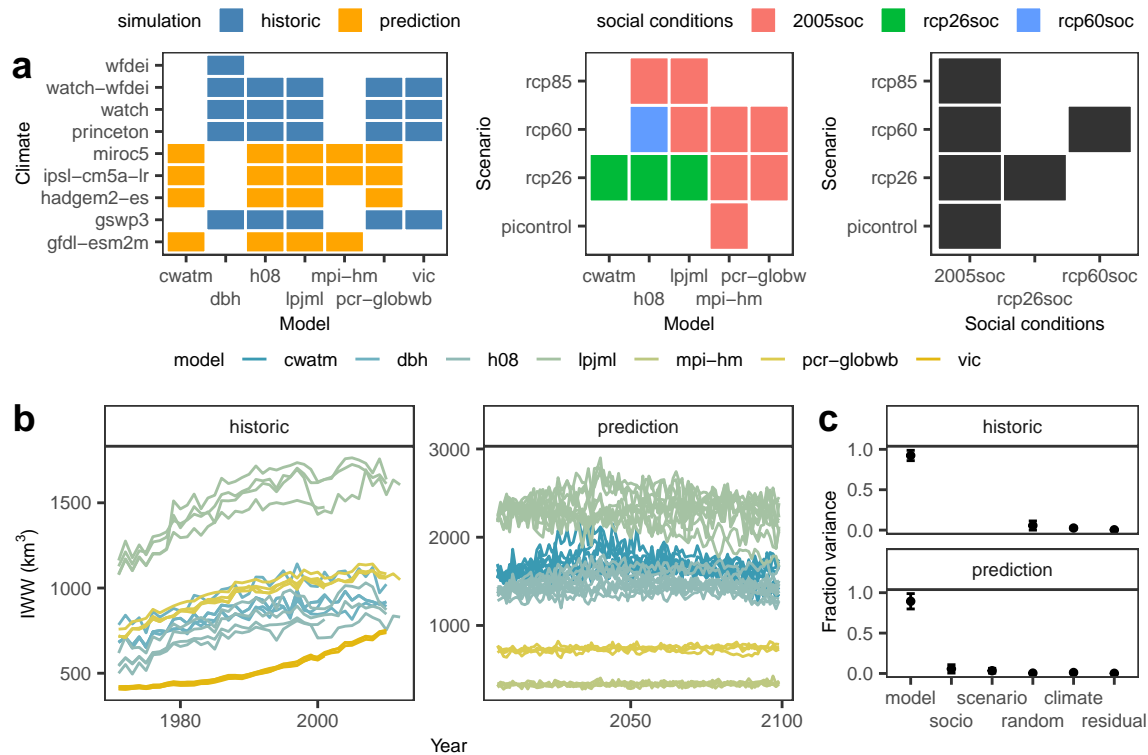 simulation historic prediction
social conditions 2005soc rcp26soc rcp60soc
a
Climate
wfdei
watch−wfdei
watch
princeton
miroc5
ipsl−cm5a−lr
hadgem2−es
gswp3
gfdl−esm2m
cwatm h08 mpi−hm vic
dbh lpjml pcr−globwb
Model
Scenario
rcp85
rcp60
rcp26
picontrol
cwatm lpjml pcr−globw
h08 mpi−hm
Model
Scenario
rcp85
rcp60
rcp26
picontrol
2005soc rcp60soc
rcp26soc
Social conditions
model cwatm dbh h08 lpjml mpi−hm pcr−globwb vic
b
historic prediction
IWW (km³)
1500
1000
500
1980 2000
3000
2000
1000
2050 2100
Year
c
historic
Fraction variance
1.0
0.5
0.0
prediction
1.0
0.5
0.0
model scenario climate
socio random residual